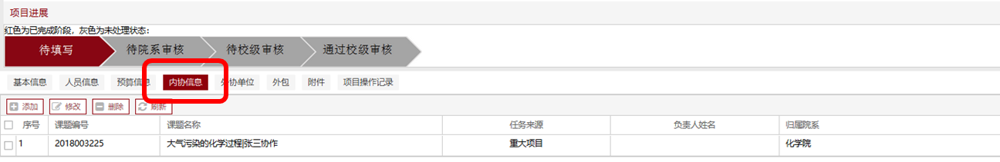 项目进展
红色为已完成阶段，灰色为未处理状态：
待填写 待院系审核 待校级审核 通过校级审核
基本信息 人员信息 预算信息 内协信息 外协单位 外包 附件 项目操作记录
添加 修改 删除 刷新
序号 课题编号 课题名称 任务来源 负责人姓名 归属院系
1 2018003225 大气污染的化学过程|张三协作 重大项目 化学院